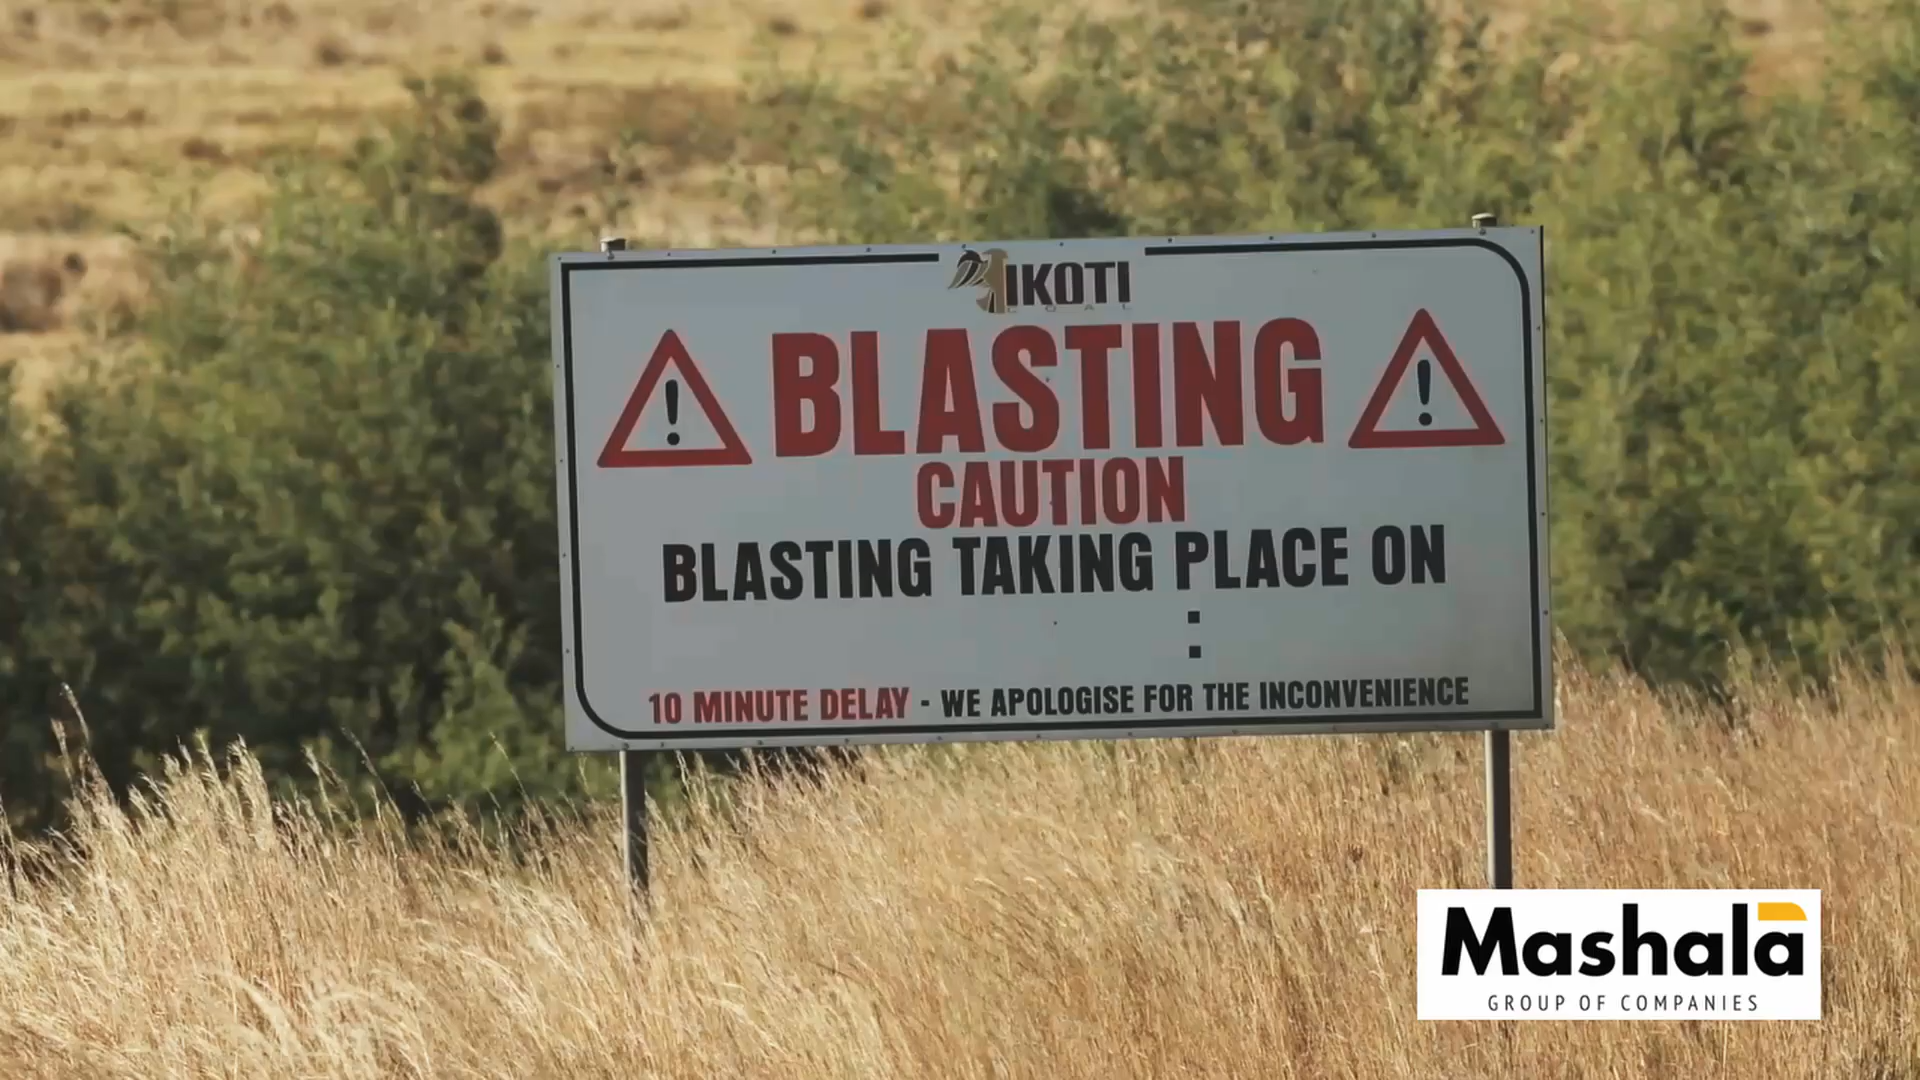 IKOTI
COAL
BLASTING
CAUTION
BLASTING TAKING PLACE ON
:
10 MINUTE DELAY - WE APOLOGISE FOR THE INCONVENIENCE
Mashala
GROUP OF COMPANIES